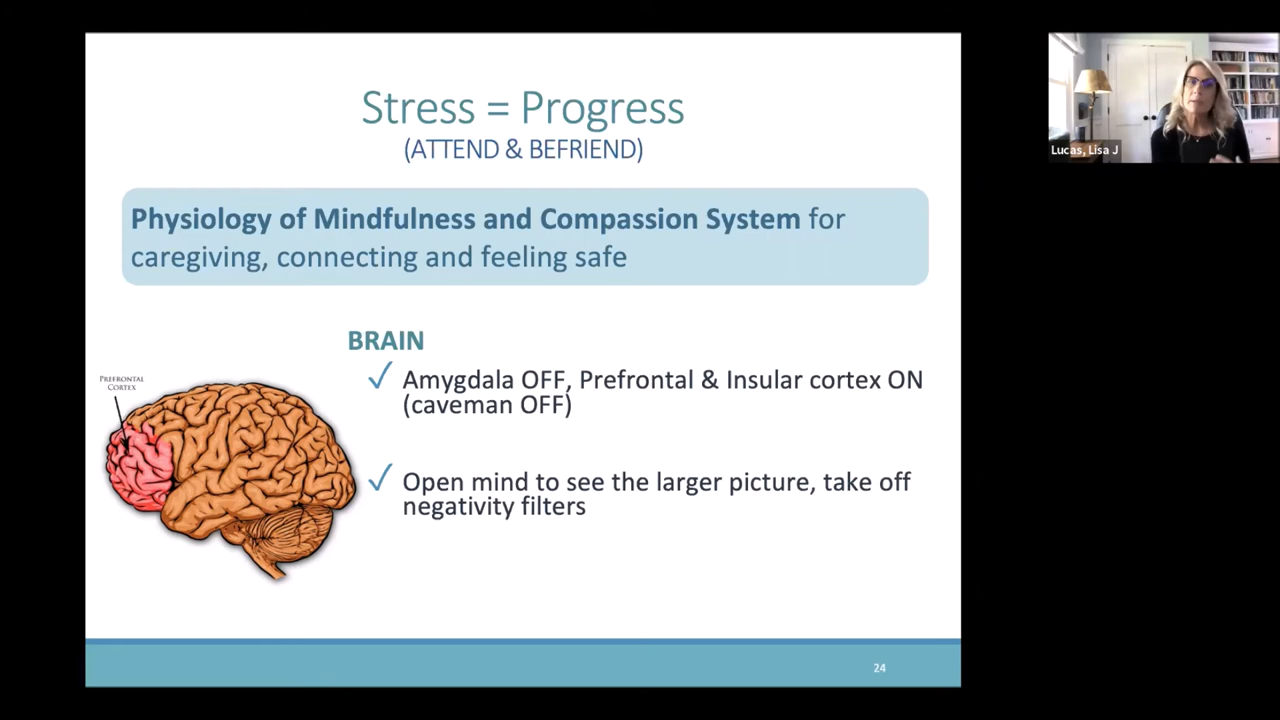 Stress = Progress
(ATTEND & BEFRIEND)
Physiology of Mindfulness and Compassion System for
caregiving, connecting and feeling safe
BRAIN
PREFRONTAL
CORTEX
✓ Amygdala OFF, Prefrontal & Insular cortex ON
(caveman OFF)
✓ Open mind to see the larger picture, take off
negativity filters
24
Lucas, Lisa J